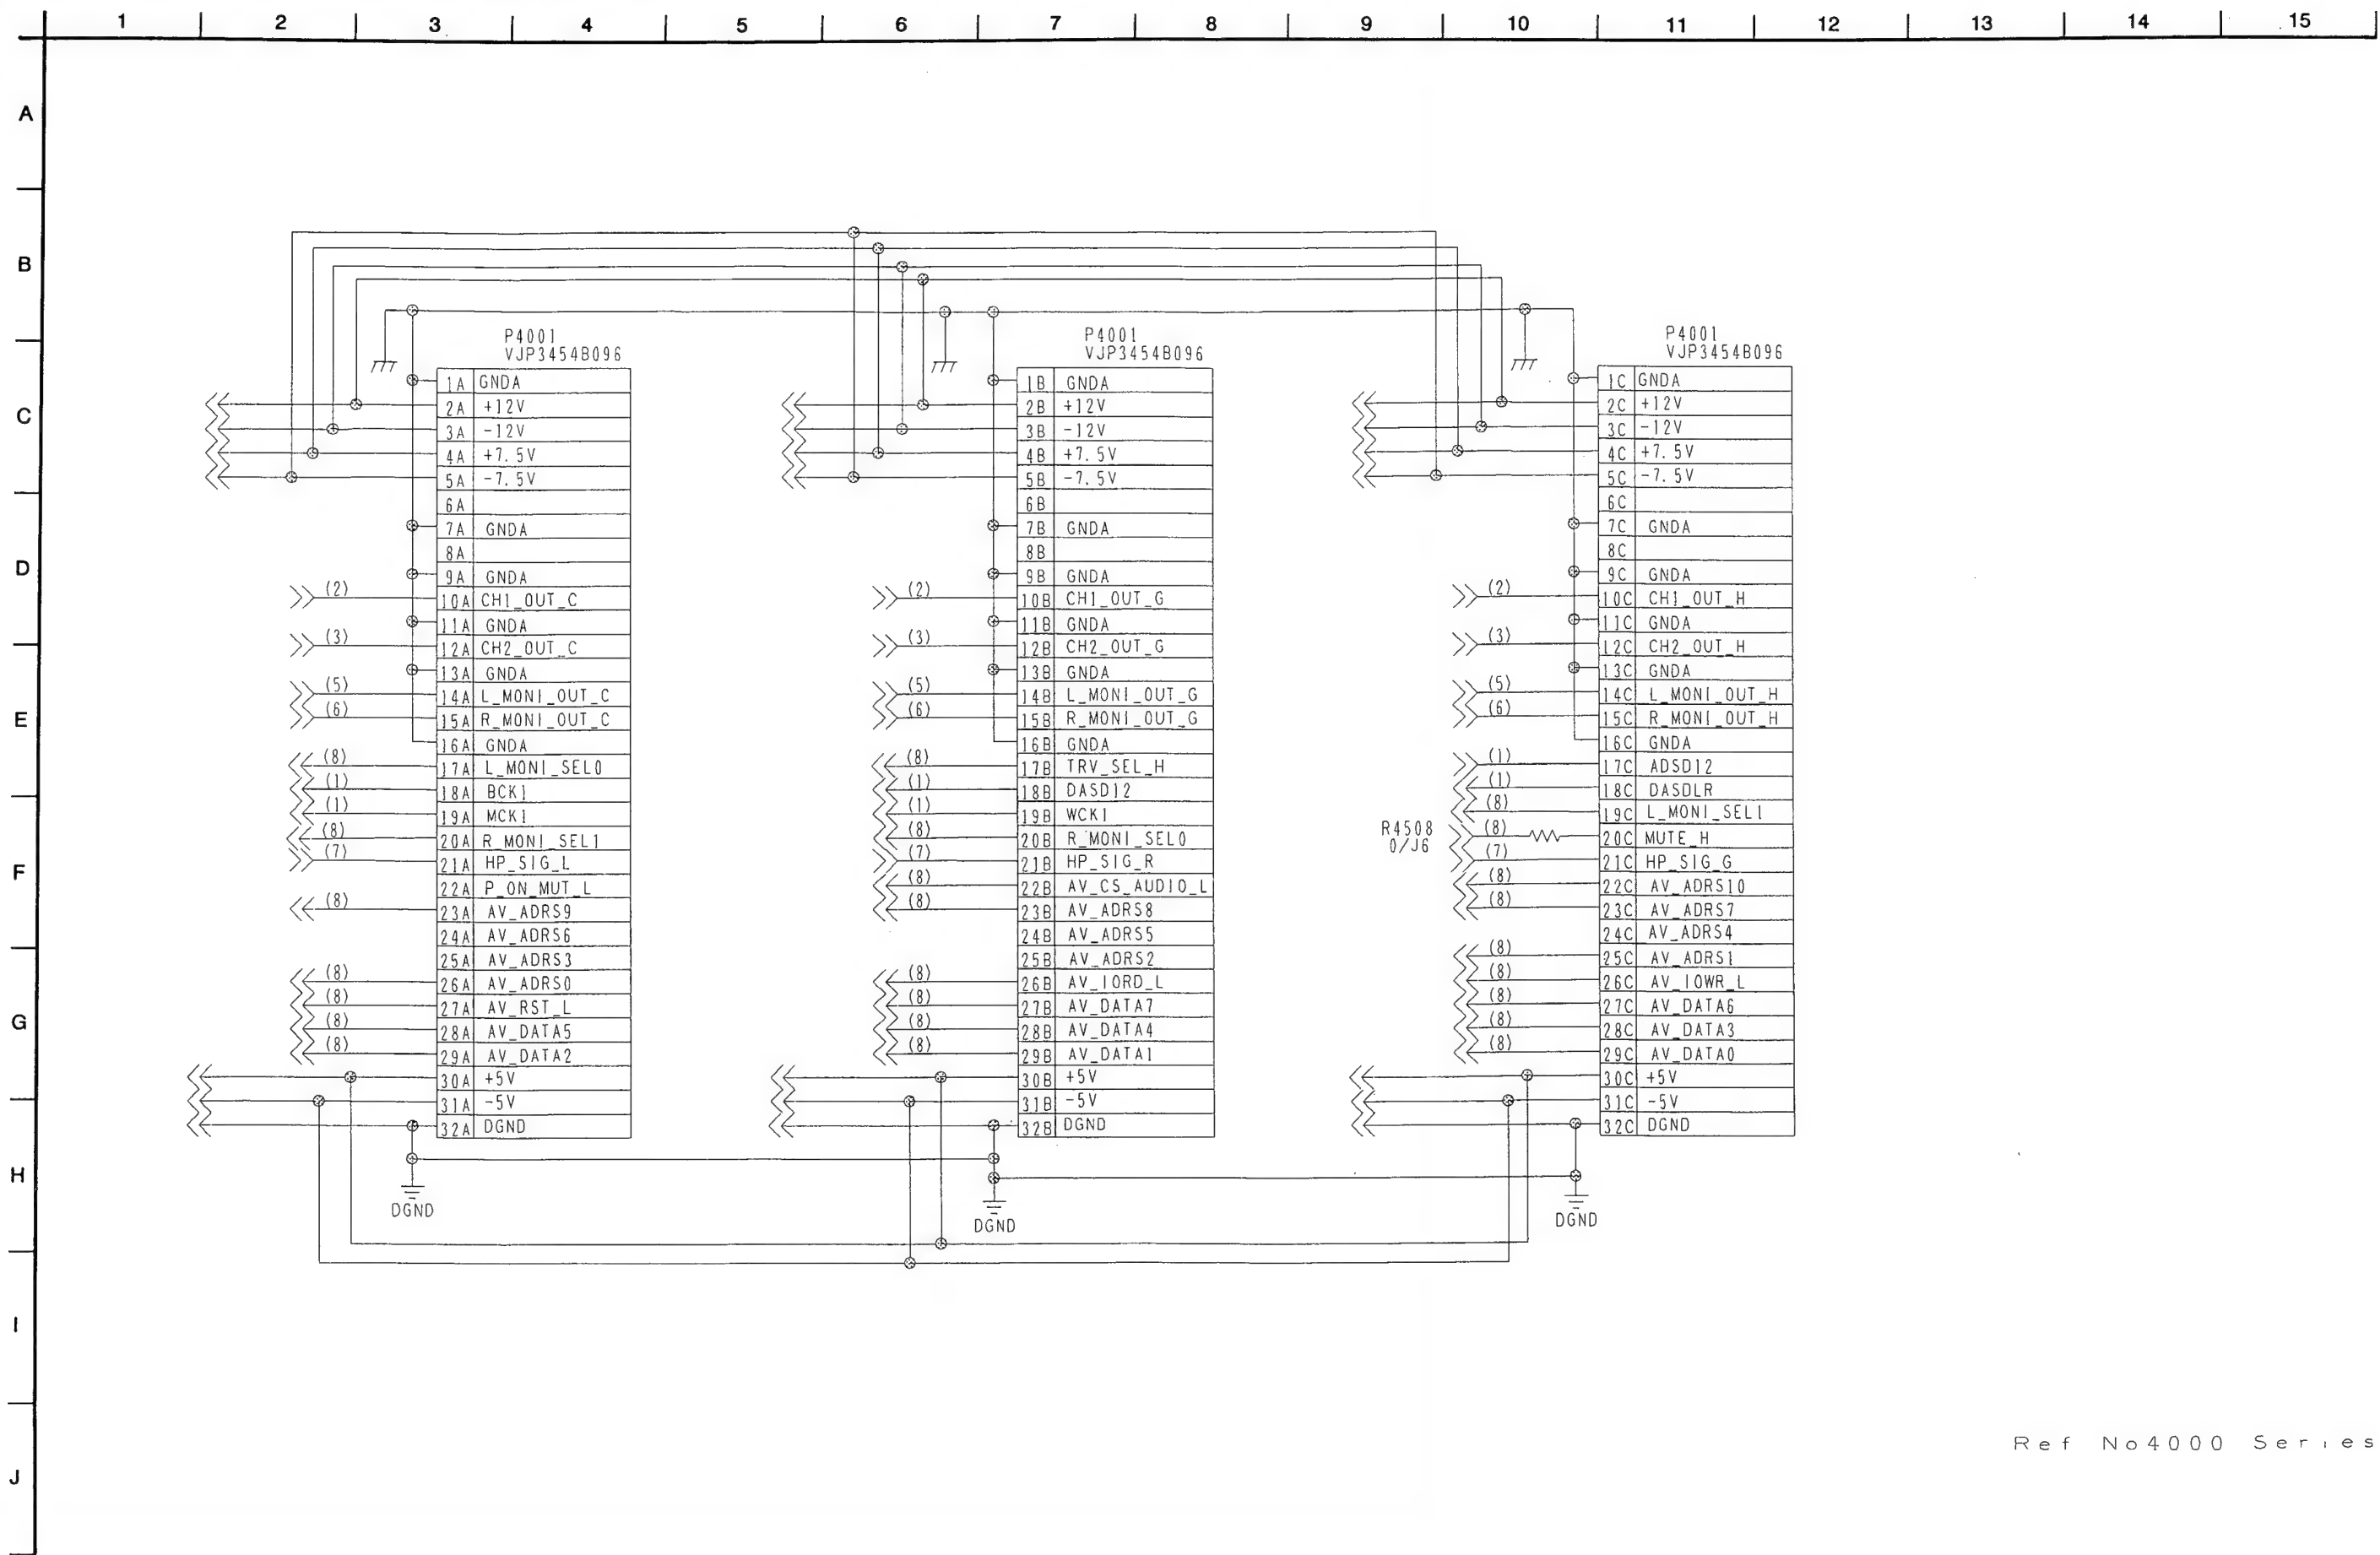 1 2 3 4 5 6 7 8 9 10 11 12 13 14 15
A
B
C
D
E
F
G
H
I
J
P4001
VJP3454B096
1A GNDA
2A +12V
3A -12V
4A +7.5V
5A -7.5V
6A
7A GNDA
8A
9A GNDA
(2) 10A CH1_OUT_C
11A GNDA
(3) 12A CH2_OUT_C
13A GNDA
(5) 14A L_MONI_OUT_C
(6) 15A R_MONI_OUT_C
16A GNDA
(8) 17A L_MONI_SEL0
(1) 18A BCK1
(1) 19A MCK1
(8) 20A R_MONI_SEL1
(7) 21A HP_SIG_L
22A P_ON_MUT_L
(8) 23A AV_ADRS9
24A AV_ADRS6
25A AV_ADRS3
(8) 26A AV_ADRS0
(8) 27A AV_RST_L
(8) 28A AV_DATA5
(8) 29A AV_DATA2
30A +5V
31A -5V
32A DGND
DGND
P4001
VJP3454B096
1B GNDA
2B +12V
3B -12V
4B +7.5V
5B -7.5V
6B
7B GNDA
8B
9B GNDA
(2) 10B CH1_OUT_G
11B GNDA
(3) 12B CH2_OUT_G
13B GNDA
(5) 14B L_MONI_OUT_G
(6) 15B R_MONI_OUT_G
16B GNDA
(8) 17B TRV_SEL_H
(1) 18B DASD12
(1) 19B WCK1
(8) 20B R_MONI_SEL0
(7) 21B HP_SIG_R
(8) 22B AV_CS_AUDIO_L
(8) 23B AV_ADRS8
24B AV_ADRS5
25B AV_ADRS2
(8) 26B AV_IORD_L
(8) 27B AV_DATA7
(8) 28B AV_DATA4
(8) 29B AV_DATA1
30B +5V
31B -5V
32B DGND
DGND
P4001
VJP3454B096
1C GNDA
2C +12V
3C -12V
4C +7.5V
5C -7.5V
6C
7C GNDA
8C
9C GNDA
(2) 10C CH1_OUT_H
11C GNDA
(3) 12C CH2_OUT_H
13C GNDA
(5) 14C L_MONI_OUT_H
(6) 15C R_MONI_OUT_H
16C GNDA
(1) 17C ADSD12
(1) 18C DASDLR
(8) 19C L_MONI_SEL1
R4508
0/J6
(8) 20C MUTE_H
(7) 21C HP_SIG_G
(8) 22C AV_ADRS10
(8) 23C AV_ADRS7
24C AV_ADRS4
(8) 25C AV_ADRS1
(8) 26C AV_IOWR_L
(8) 27C AV_DATA6
(8) 28C AV_DATA3
(8) 29C AV_DATA0
30C +5V
31C -5V
32C DGND
DGND
Ref No4000 Series